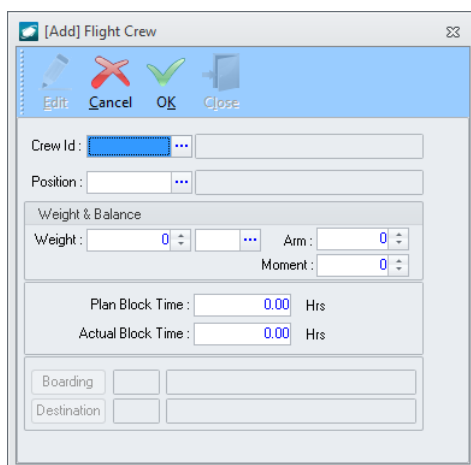 [Add] Flight Crew
Edit Cancel OK Close
Crew Id : ...
Position : ...
Weight & Balance
Weight : 0 ... Arm : 0
Moment : 0
Plan Block Time : 0.00 Hrs
Actual Block Time : 0.00 Hrs
Boarding
Destination